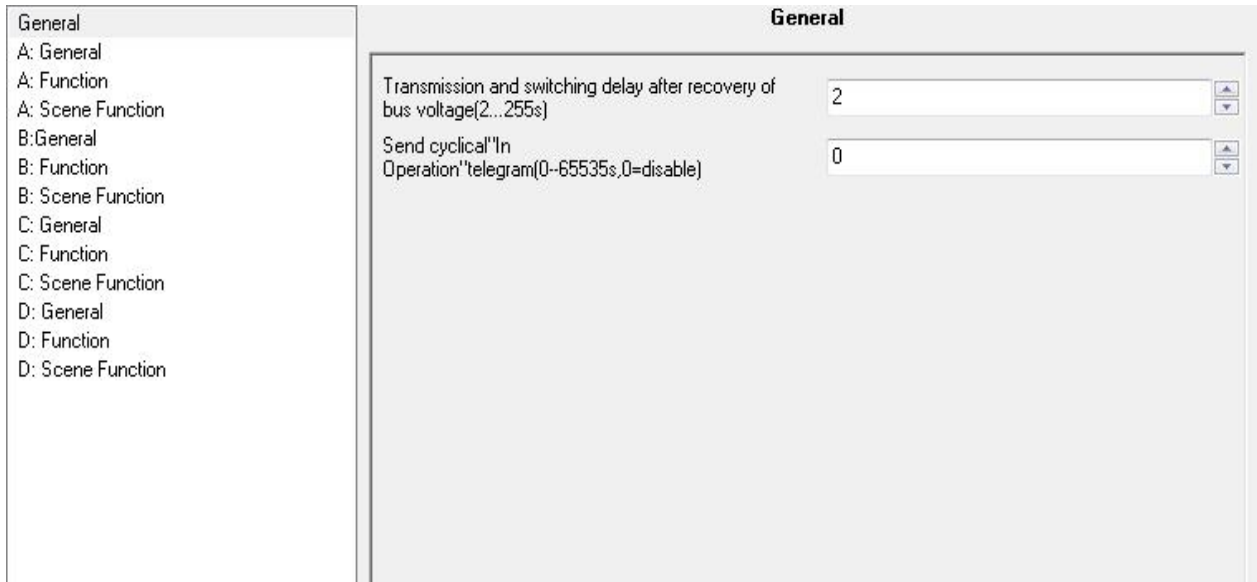 General
A: General
A: Function
A: Scene Function
B:General
B: Function
B: Scene Function
C: General
C: Function
C: Scene Function
D: General
D: Function
D: Scene Function
General
Transmission and switching delay after recovery of
bus voltage(2...255s)
2
Send cyclical"In
Operation"telegram(0--65535s,0=disable)
0